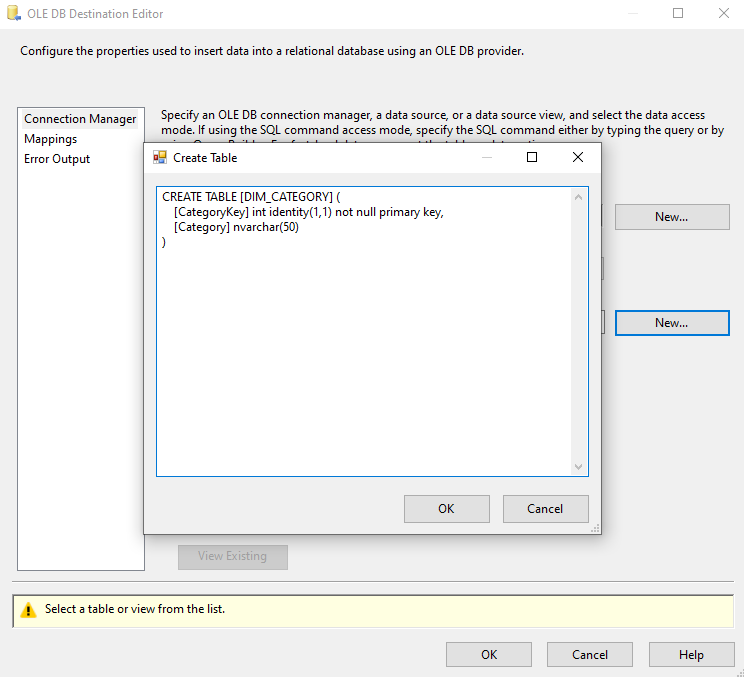 OLE DB Destination Editor
Configure the properties used to insert data into a relational database using an OLE DB provider.
Connection Manager
Mappings
Error Output
Specify an OLE DB connection manager, a data source, or a data source view, and select the data access
mode. If using the SQL command access mode, specify the SQL command either by typing the query or by
Create Table
CREATE TABLE [DIM_CATEGORY] (
[CategoryKey] int identity(1,1) not null primary key,
[Category] nvarchar(50)
)
New...
New...
OK
Cancel
View Existing
Select a table or view from the list.
OK
Cancel
Help